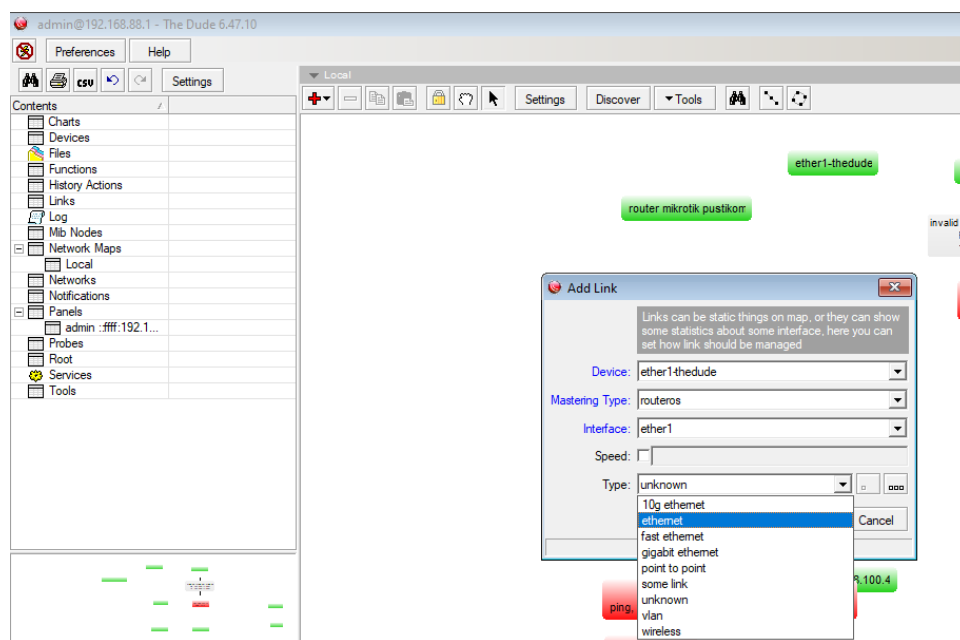 admin@192.168.88.1 - The Dude 6.47.10
Preferences
Help
csv
Settings
Contents
Charts
Devices
Files
Functions
History Actions
Links
Log
Mib Nodes
Network Maps
Local
Networks
Notifications
Panels
admin ::ffff:192.1...
Probes
Root
Services
Tools
Local
Settings
Discover
Tools
ether1-thedude
router mikrotik pustikom
invalid
Add Link
Links can be static things on map, or they can show
some statistics about some interface, here you can
set how link should be managed
Device: ether1-thedude
Mastering Type: routeros
Interface: ether1
Speed:
Type: unknown
10g ethernet
ethernet
fast ethernet
gigabit ethernet
point to point
some link
unknown
vlan
wireless
Cancel
8.100.4
ping,